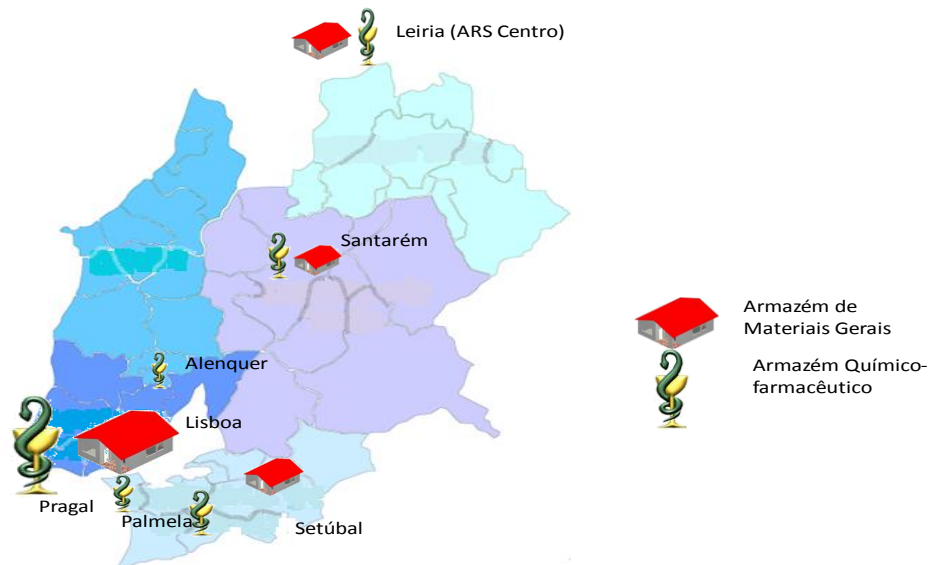 Leiria (ARS Centro)
Santarém
Armazém de
Materiais Gerais
Armazém Químico-
farmacêutico
Alenquer
Lisboa
Pragal
Palmela
Setúbal